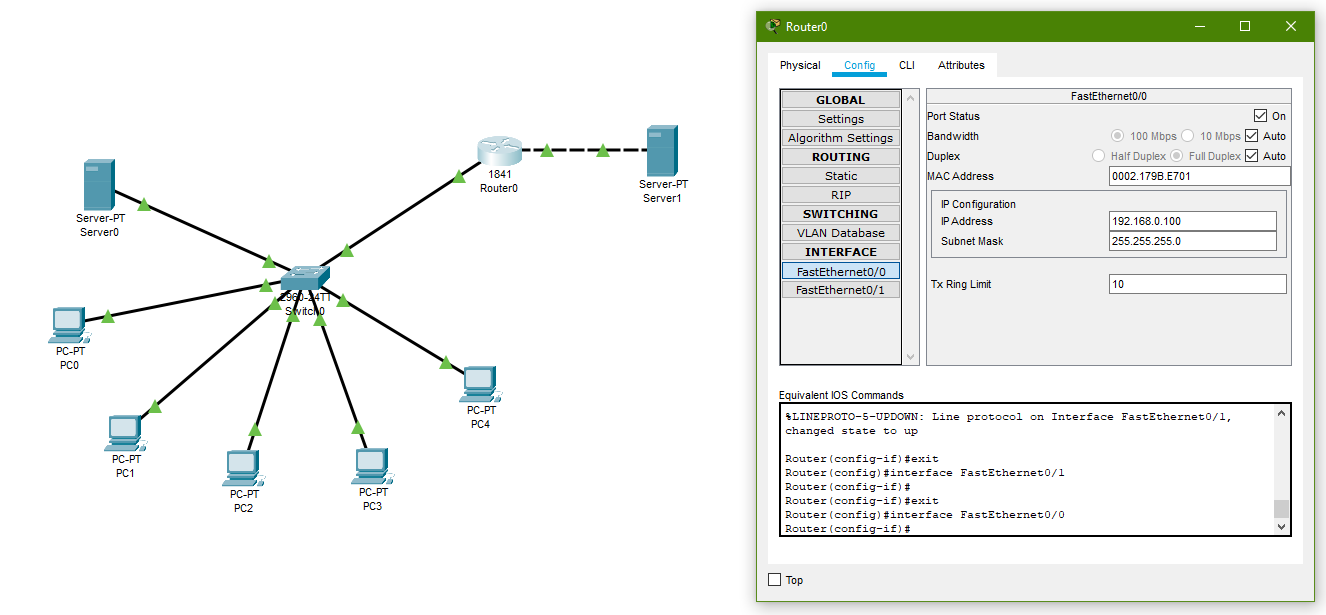 Server-PT
Server0
1841
Router0
Server-PT
Server1
2960-24TT
Switch0
PC-PT
PC0
PC-PT
PC1
PC-PT
PC2
PC-PT
PC3
PC-PT
PC4
Router0
Physical Config CLI Attributes
GLOBAL
Settings
Algorithm Settings
ROUTING
Static
RIP
SWITCHING
VLAN Database
INTERFACE
FastEthernet0/0
FastEthernet0/1
FastEthernet0/0
Port Status On
Bandwidth 100 Mbps 10 Mbps Auto
Duplex Half Duplex Full Duplex Auto
MAC Address 0002.179B.E701
IP Configuration
IP Address 192.168.0.100
Subnet Mask 255.255.255.0
Tx Ring Limit 10
Equivalent IOS Commands
%LINEPROTO-5-UPDOWN: Line protocol on Interface FastEthernet0/1,
changed state to up
Router(config-if)#exit
Router(config)#interface FastEthernet0/1
Router(config-if)#
Router(config-if)#exit
Router(config)#interface FastEthernet0/0
Router(config-if)#
Top